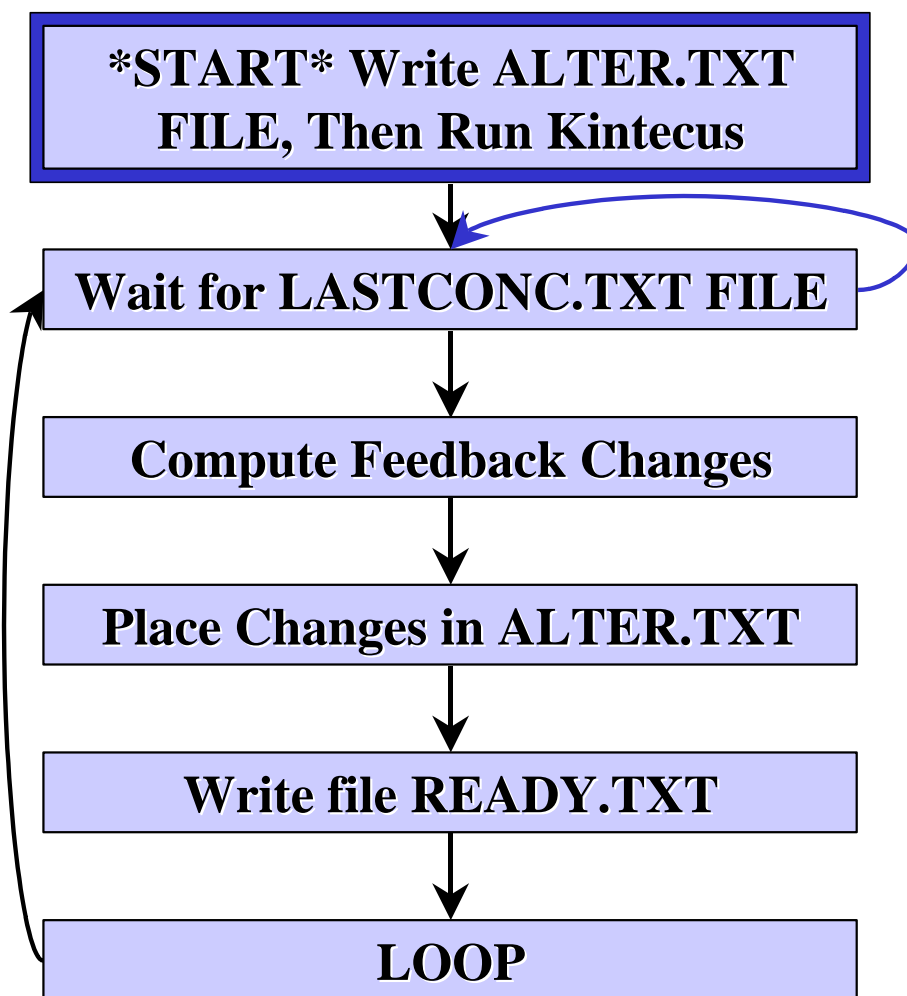 *START* Write ALTER.TXT
FILE, Then Run Kintecus
Wait for LASTCONC.TXT FILE
Compute Feedback Changes
Place Changes in ALTER.TXT
Write file READY.TXT
LOOP